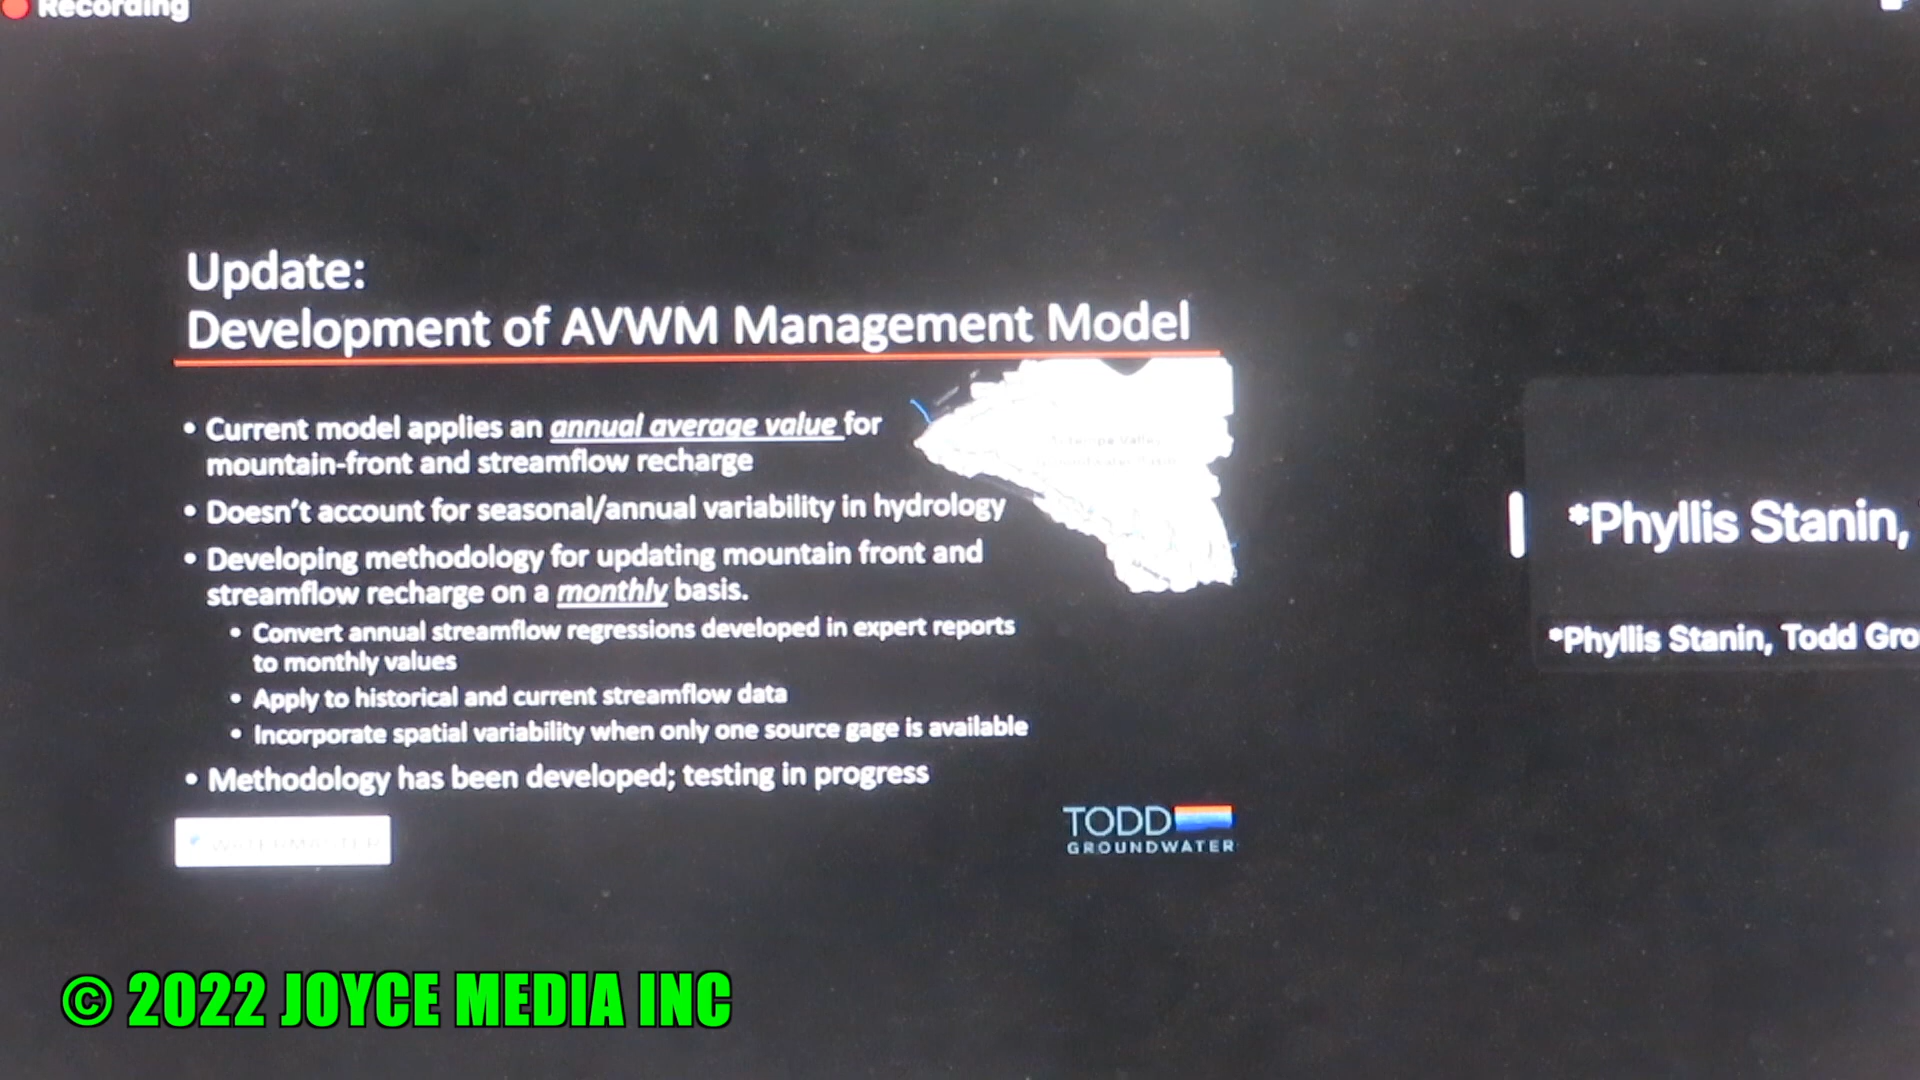 Recording
Update:
Development of AVWM Management Model
• Current model applies an annual average value for
mountain-front and streamflow recharge
• Doesn't account for seasonal/annual variability in hydrology
• Developing methodology for updating mountain front and
streamflow recharge on a monthly basis.
• Convert annual streamflow regressions developed in expert reports
to monthly values
• Apply to historical and current streamflow data
• Incorporate spatial variability when only one source gage is available
• Methodology has been developed; testing in progress
WATERMASTER
TODD
GROUNDWATER
*Phyllis Stanin,
*Phyllis Stanin, Todd Gro
© 2022 JOYCE MEDIA INC